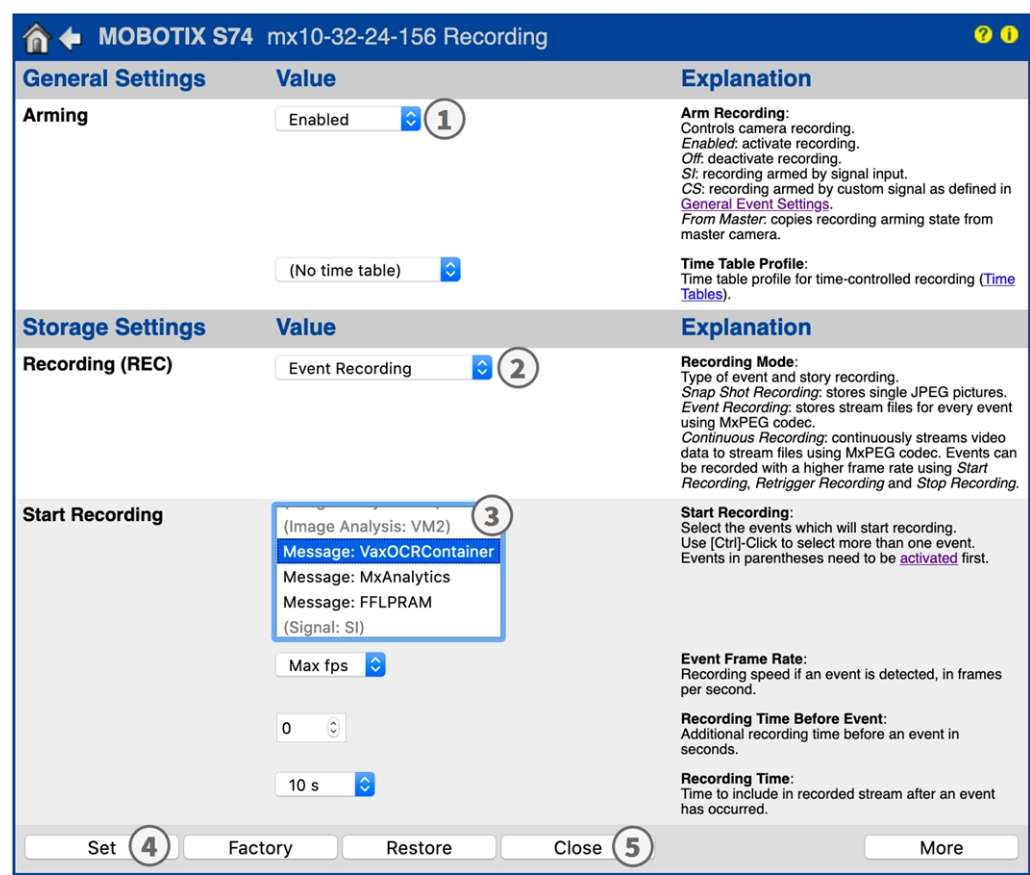 MOBOTIX S74 mx10-32-24-156 Recording ? i
General Settings Value Explanation
Arming
Enabled 1
Arm Recording:
Controls camera recording.
Enabled: activate recording.
Off: deactivate recording.
SI: recording armed by signal input.
CS: recording armed by custom signal as defined in
General Event Settings.
From Master: copies recording arming state from
master camera.
(No time table)
Time Table Profile:
Time table profile for time-controlled recording (Time
Tables).
Storage Settings Value Explanation
Recording (REC)
Event Recording 2
Recording Mode:
Type of event and story recording.
Snap Shot Recording: stores single JPEG pictures.
Event Recording: stores stream files for every event
using MxPEG codec.
Continuous Recording: continuously streams video
data to stream files using MxPEG codec. Events can
be recorded with a higher frame rate using Start
Recording, Retrigger Recording and Stop Recording.
Start Recording
3
(Image Analysis: VM2)
Message: VaxOCRContainer
Message: MxAnalytics
Message: FFLPRAM
(Signal: SI)
Start Recording:
Select the events which will start recording.
Use [Ctrl]-Click to select more than one event.
Events in parentheses need to be activated first.
Max fps
Event Frame Rate:
Recording speed if an event is detected, in frames
per second.
0
Recording Time Before Event:
Additional recording time before an event in
seconds.
10 s
Recording Time:
Time to include in recorded stream after an event
has occurred.
Set 4 Factory Restore Close 5 More